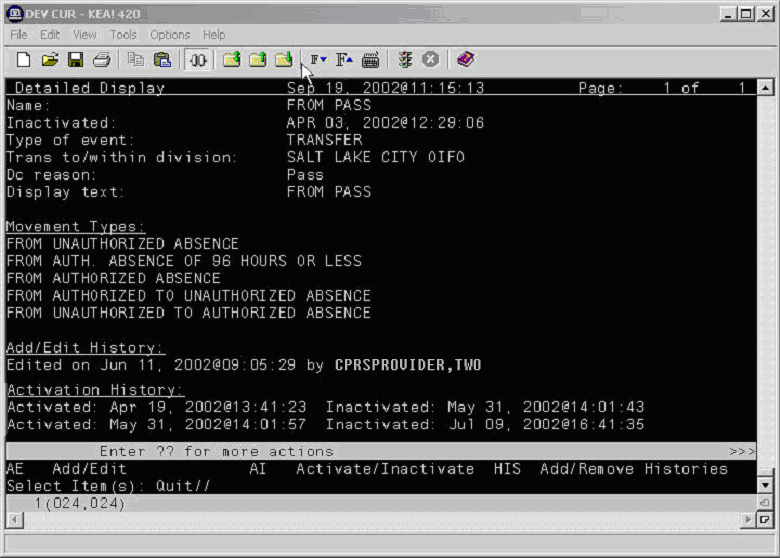 DEV CUR - KEA! 420
File Edit View Tools Options Help
Detailed Display Sep 19, 2002@11:15:13 Page: 1 of 1
Name: FROM PASS
Inactivated: APR 03, 2002@12:29:06
Type of event: TRANSFER
Trans to/within division: SALT LAKE CITY OIFO
Dc reason: Pass
Display text: FROM PASS
Movement Types:
FROM UNAUTHORIZED ABSENCE
FROM AUTH. ABSENCE OF 96 HOURS OR LESS
FROM AUTHORIZED ABSENCE
FROM AUTHORIZED TO UNAUTHORIZED ABSENCE
FROM UNAUTHORIZED TO AUTHORIZED ABSENCE
Add/Edit History:
Edited on Jun 11, 2002@09:05:29 by CPRSPROVIDER,TWO
Activation History:
Activated: Apr 19, 2002@13:41:23 Inactivated: May 31, 2002@14:01:43
Activated: May 31, 2002@14:01:57 Inactivated: Jul 09, 2002@16:41:35
Enter ?? for more actions >>>
AE Add/Edit AI Activate/Inactivate HIS Add/Remove Histories
Select Item(s): Quit//
1(024,024)